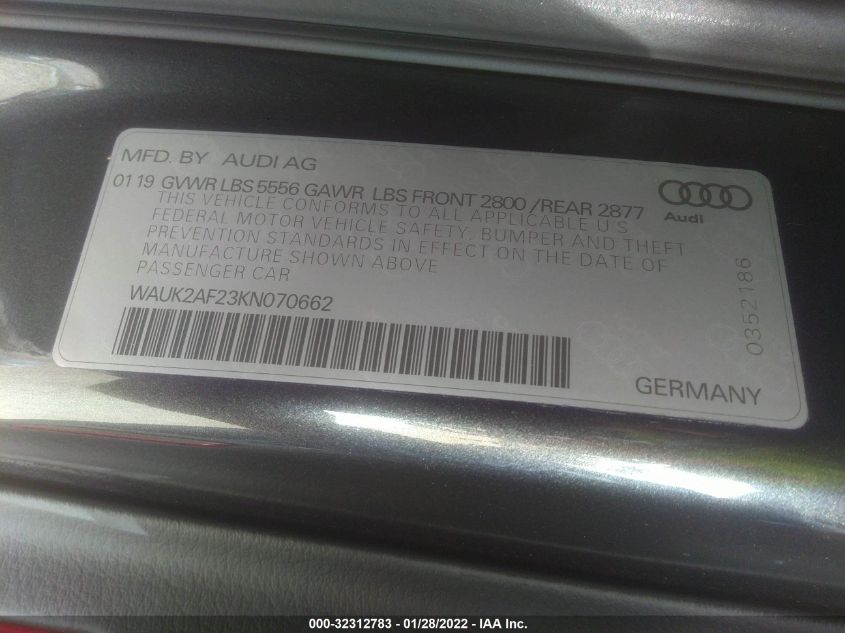 MFD. BY AUDI AG
01 19 GVWR LBS 5556 GAWR LBS FRONT 2800 /REAR 2877
THIS VEHICLE CONFORMS TO ALL APPLICABLE U S
FEDERAL MOTOR VEHICLE SAFETY, BUMPER AND THEFT
PREVENTION STANDARDS IN EFFECT ON THE DATE OF
MANUFACTURE SHOWN ABOVE
PASSENGER CAR
WAUK2AF23KN070662
Audi
0352186
GERMANY
000-32312783 - 01/28/2022 - IAA Inc.